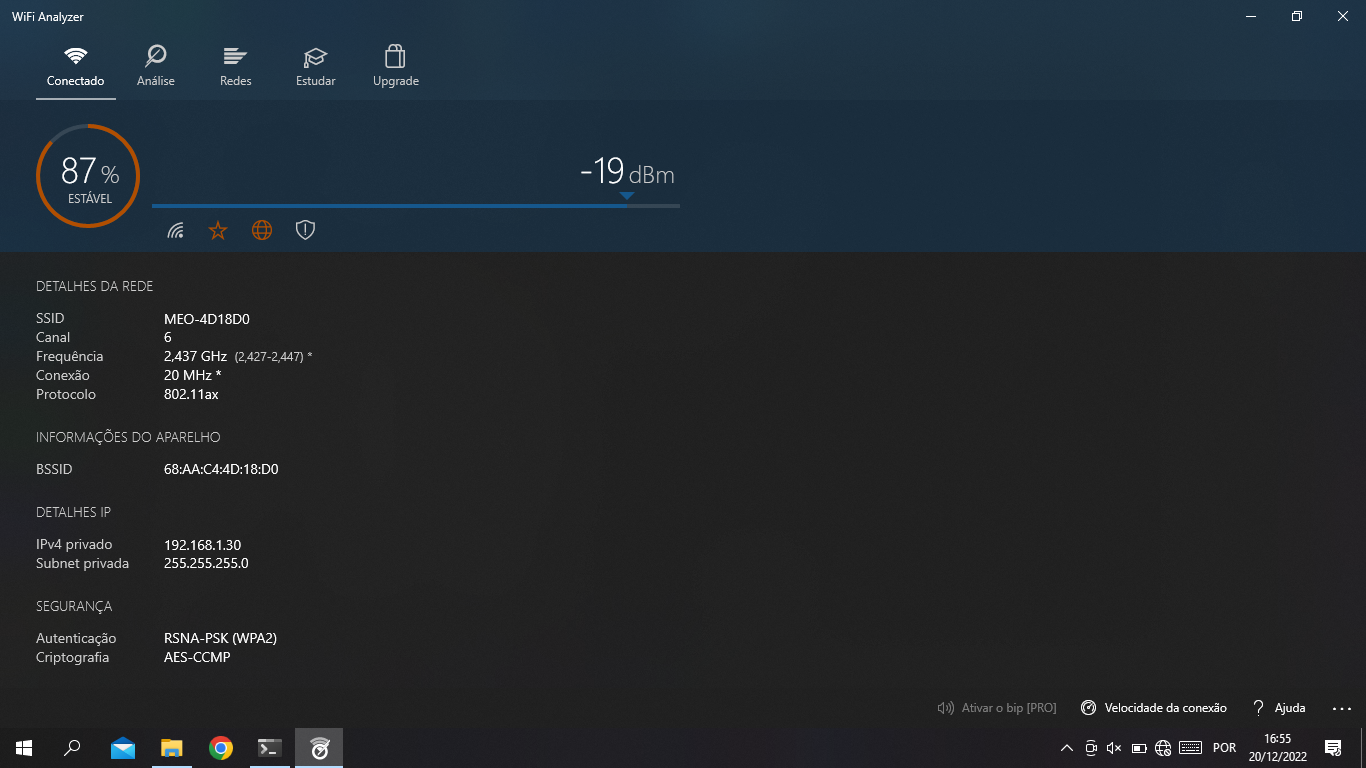 WiFi Analyzer
Conectado Análise Redes Estudar Upgrade
87 %
ESTÁVEL
-19 dBm
DETALHES DA REDE
SSID MEO-4D18D0
Canal 6
Frequência 2,437 GHz (2,427-2,447) *
Conexão 20 MHz *
Protocolo 802.11ax
INFORMAÇÕES DO APARELHO
BSSID 68:AA:C4:4D:18:D0
DETALHES IP
IPv4 privado 192.168.1.30
Subnet privada 255.255.255.0
SEGURANÇA
Autenticação RSNA-PSK (WPA2)
Criptografia AES-CCMP
Ativar o bip [PRO] Velocidade da conexão ? Ajuda ...
POR
16:55
20/12/2022